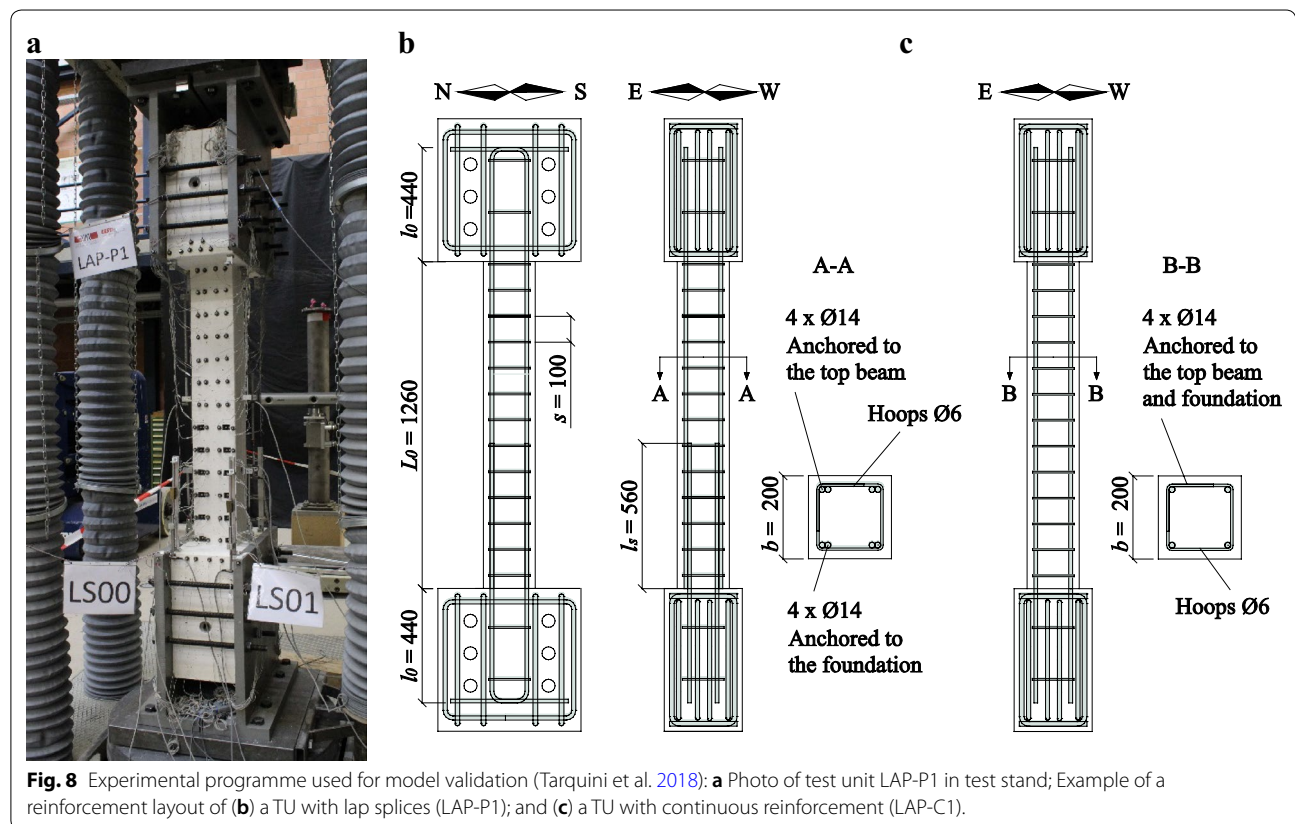 a
b
c
N S
E W
E W
l0 = 440
L0 = 1260
l0 = 440
s = 100
A-A
4 x Ø14
Anchored to
the top beam
Hoops Ø6
A A
ls = 560
b = 200
4 x Ø14
Anchored to
the foundation
B-B
4 x Ø14
Anchored to
the top beam
and foundation
B B
b = 200
Hoops Ø6
LAP-P1
LS00
LS01
Fig. 8 Experimental programme used for model validation (Tarquini et al. 2018): a Photo of test unit LAP-P1 in test stand; Example of a
reinforcement layout of (b) a TU with lap splices (LAP-P1); and (c) a TU with continuous reinforcement (LAP-C1).